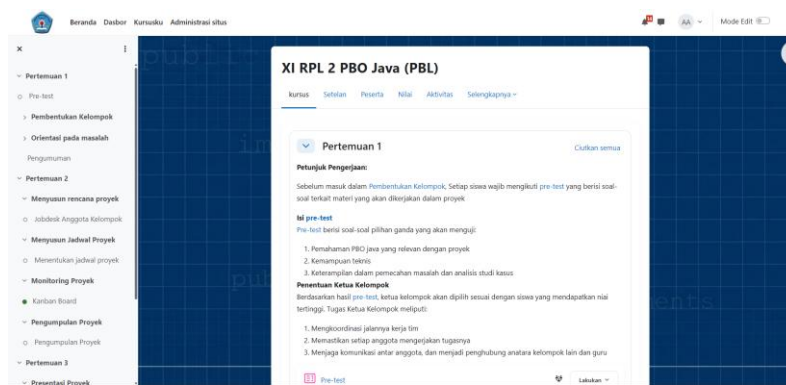 Beranda Dasbor Kursusku Administrasi situs
AA
Mode Edit
Pertemuan 1
Pre-test
Pembentukan Kelompok
Orientasi pada masalah
Pengumuman
Pertemuan 2
Menyusun rencana proyek
Jobdesk Anggota Kelompok
Menyusun Jadwal Proyek
Menentukan jadwal proyek
Monitoring Proyek
Kanban Board
Pengumpulan Proyek
Pengumpulan Proyek
Pertemuan 3
Presentasi Proyek
XI RPL 2 PBO Java (PBL)
kursus Setelan Peserta Nilai Aktivitas Selengkapnya
Pertemuan 1
Ciutkan semua
Petunjuk Pengerjaan:
Sebelum masuk dalam Pembentukan Kelompok, Setiap siswa wajib mengikuti pre-test yang berisi soal-
soal terkait materi yang akan dikerjakan dalam proyek
Isi pre-test
Pre-test berisi soal-soal pilihan ganda yang akan menguji:
1. Pemahaman PBO java yang relevan dengan proyek
2. Kemampuan teknis
3. Keterampilan dalam pemecahan masalah dan analisis studi kasus
Penentuan Ketua Kelompok
Berdasarkan hasil pre-test, ketua kelompok akan dipilih sesuai dengan siswa yang mendapatkan niai
tertinggi. Tugas Ketua Kelompok meliputi:
1. Mengkoordinasi jalannya kerja tim
2. Memastikan setiap anggota mengerjakan tugasnya
3. Menjaga komunikasi antar anggota, dan menjadi penghubung anatara kelompok lain dan guru
Pre-test
Lakukan